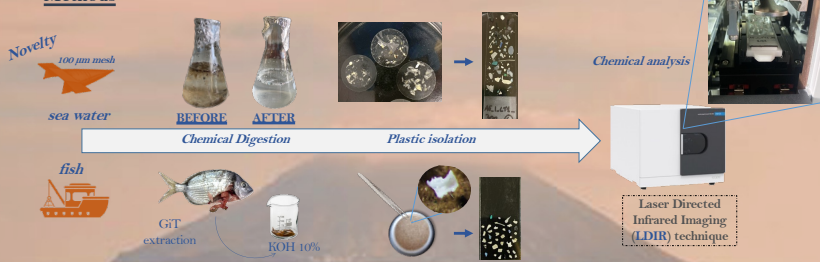 Methods
Novelty
100 µm mesh
Chemical analysis
sea water
BEFORE
AFTER
Chemical Digestion
Plastic isolation
fish
GiT
extraction
KOH 10%
Laser Directed
Infrared Imaging
(LDIR) technique